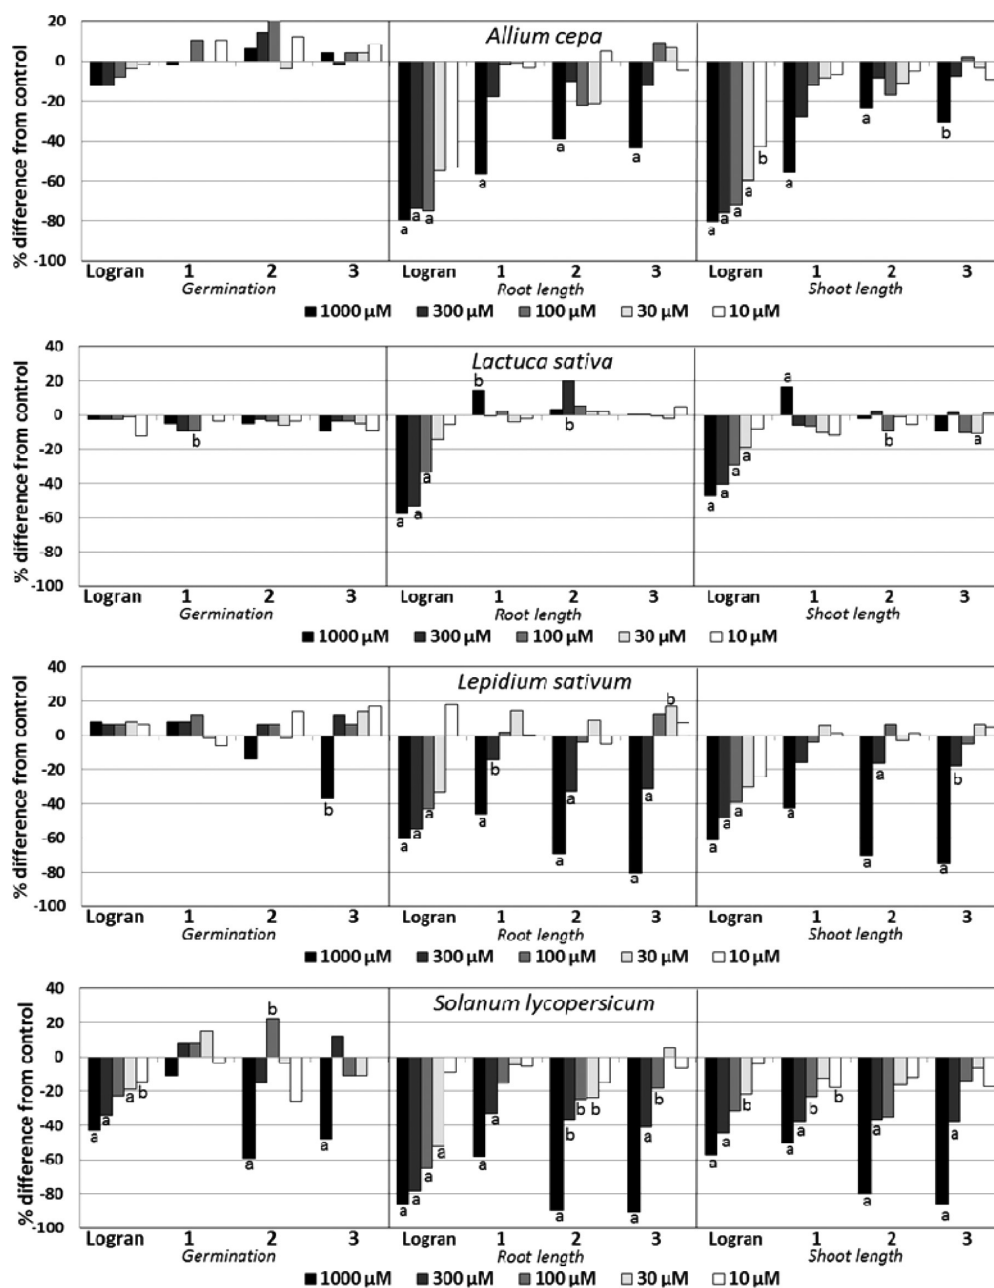 % difference from control
20
0
-20
-40
-60
-80
-100
Allium cepa
a a a
a
a
a
a a a a b
a
a
b
Logran 1 2 3 Logran 1 2 3 Logran 1 2 3
Germination Root length Shoot length
1000 µM 300 µM 100 µM 30 µM 10 µM
% difference from control
40
20
0
-20
-40
-60
-80
-100
Lactuca sativa
b
a a a
b
b
a a a a
a
b
a
Logran 1 2 3 Logran 1 2 3 Logran 1 2 3
Germination Root length Shoot length
1000 µM 300 µM 100 µM 30 µM 10 µM
% difference from control
40
20
0
-20
-40
-60
-80
-100
Lepidium sativum
b
a a a
a b
a a
a a b
a a a
a
a a
a b
Logran 1 2 3 Logran 1 2 3 Logran 1 2 3
Germination Root length Shoot length
1000 µM 300 µM 100 µM 30 µM 10 µM
% difference from control
40
20
0
-20
-40
-60
-80
-100
Solanum lycopersicum
a a a b
a b
a
a a a a
a a
a b b b
a a b
a a b
a a b b
a a
a a
Logran 1 2 3 Logran 1 2 3 Logran 1 2 3
Germination Root length Shoot length
1000 µM 300 µM 100 µM 30 µM 10 µM